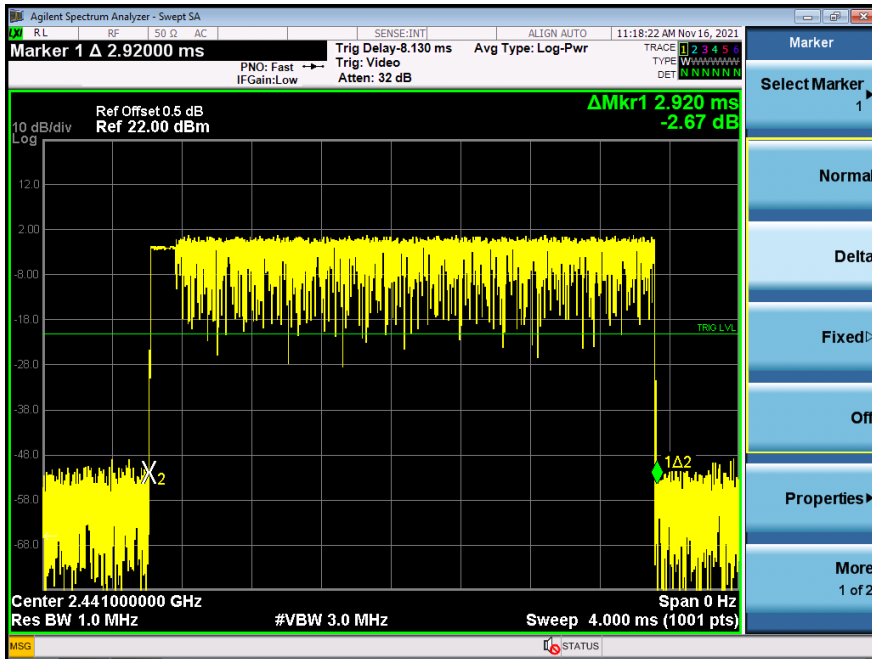 Agilent Spectrum Analyzer - Swept SA
LXI RL RF 50 Ω AC SENSE:INT ALIGN AUTO 11:18:22 AM Nov 16, 2021
Marker 1 Δ 2.92000 ms
PNO: Fast
IFGain:Low
Trig Delay-8.130 ms
Trig: Video
Atten: 32 dB
Avg Type: Log-Pwr
TRACE 1 2 3 4 5 6
TYPE WWWWWW
DET N N N N N N
ΔMkr1 2.920 ms
-2.67 dB
Ref Offset 0.5 dB
10 dB/div Ref 22.00 dBm
Log
12.0
2.00
-8.00
-18.0
TRIG LVL
-28.0
-38.0
-48.0
2
1Δ2
-58.0
-68.0
Center 2.441000000 GHz Span 0 Hz
Res BW 1.0 MHz #VBW 3.0 MHz Sweep 4.000 ms (1001 pts)
MSG STATUS
Marker
Select Marker
1
Normal
Delta
Fixed
Off
Properties
More
1 of 2